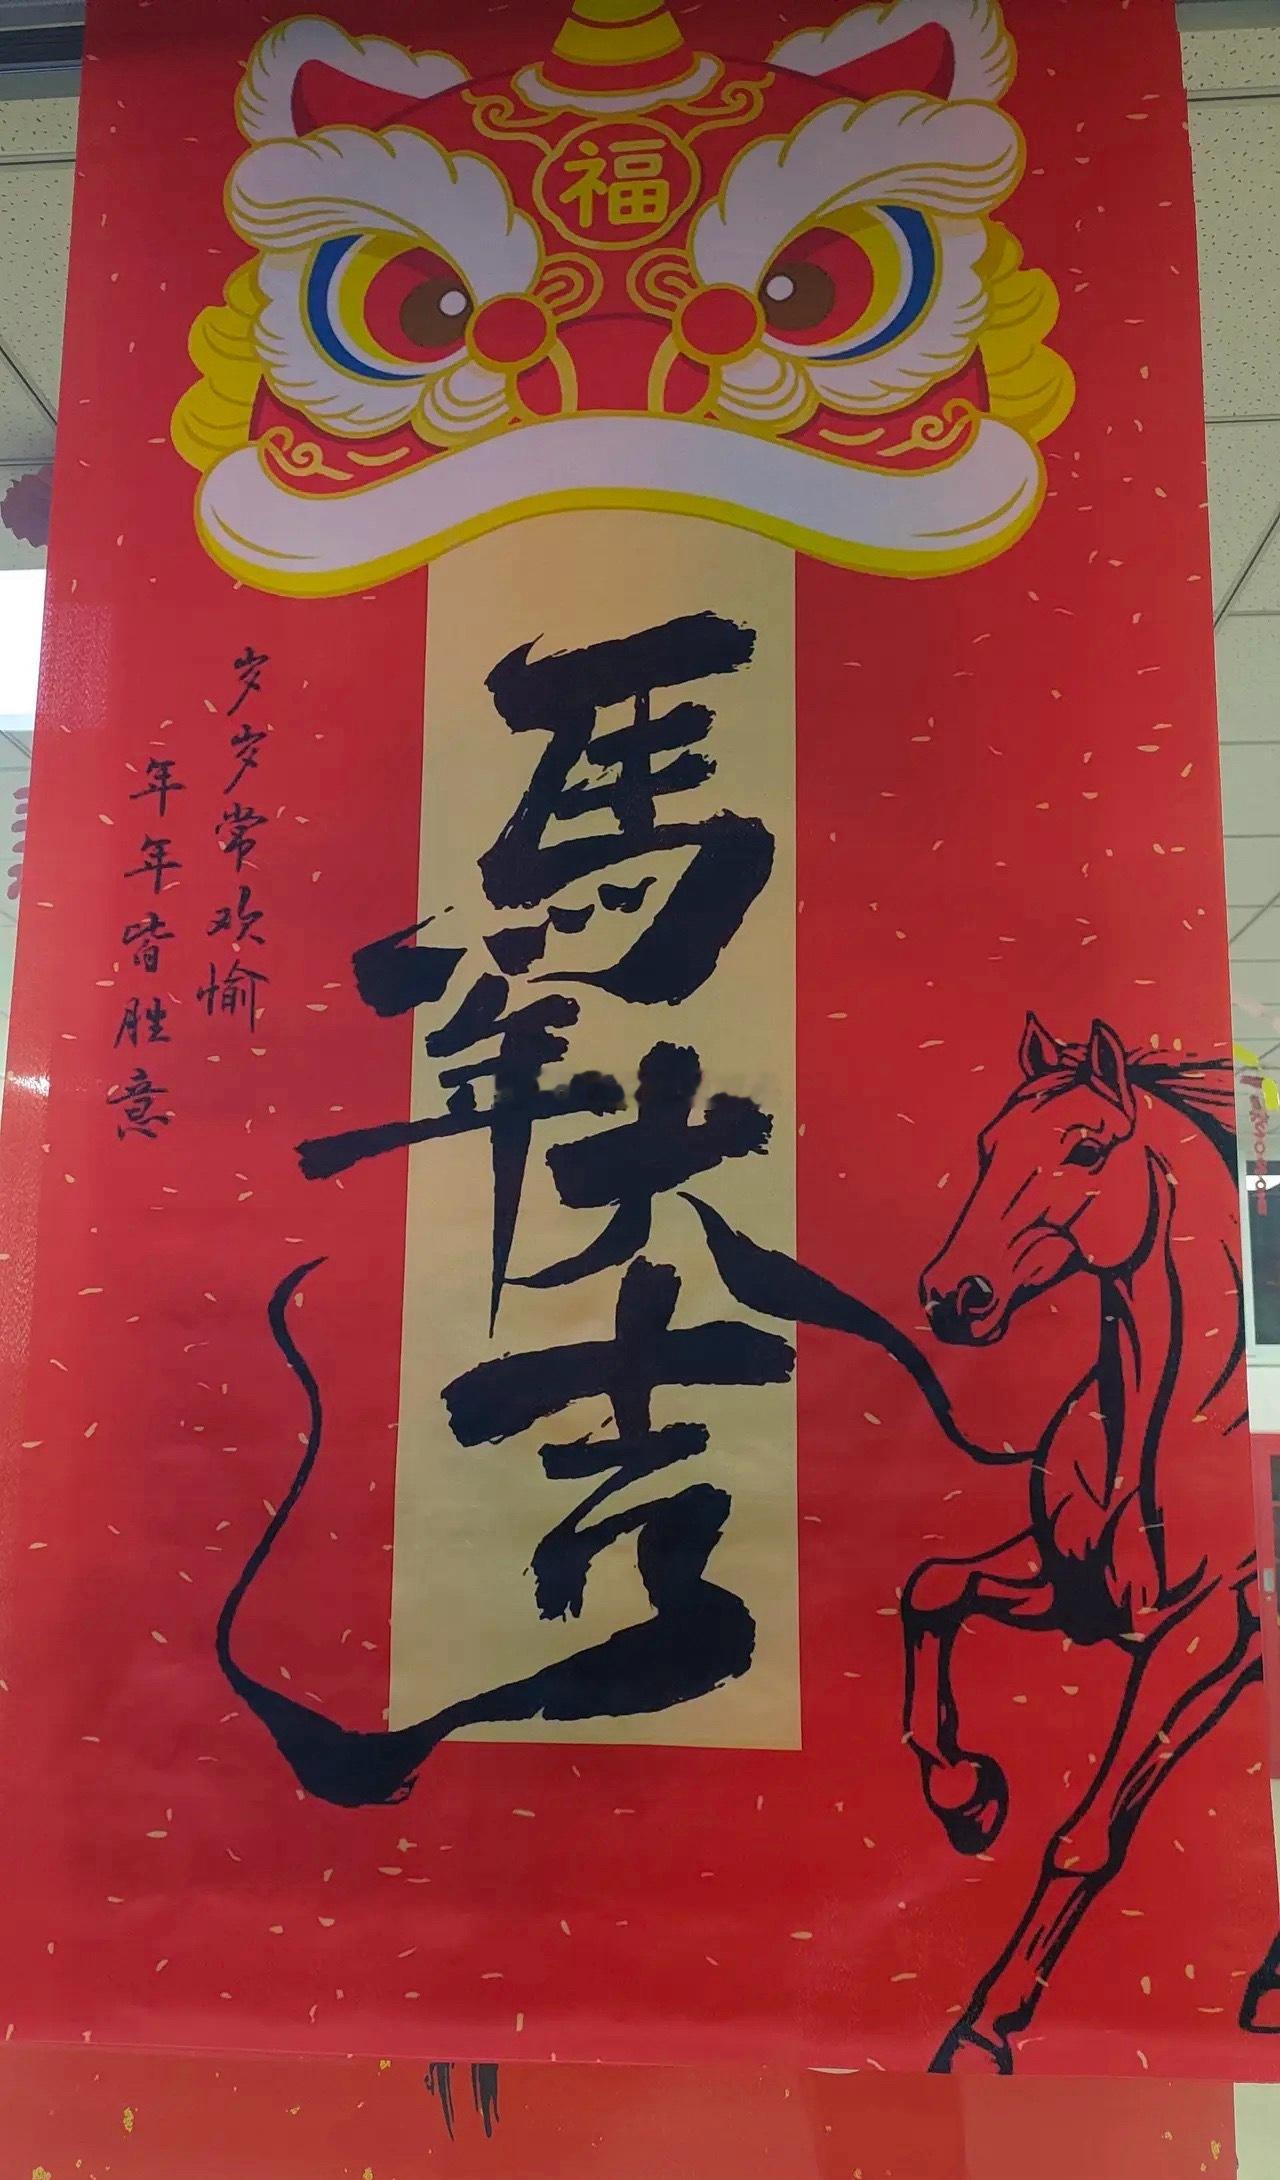 福
馬年大吉
岁岁常欢愉
年年皆胜意